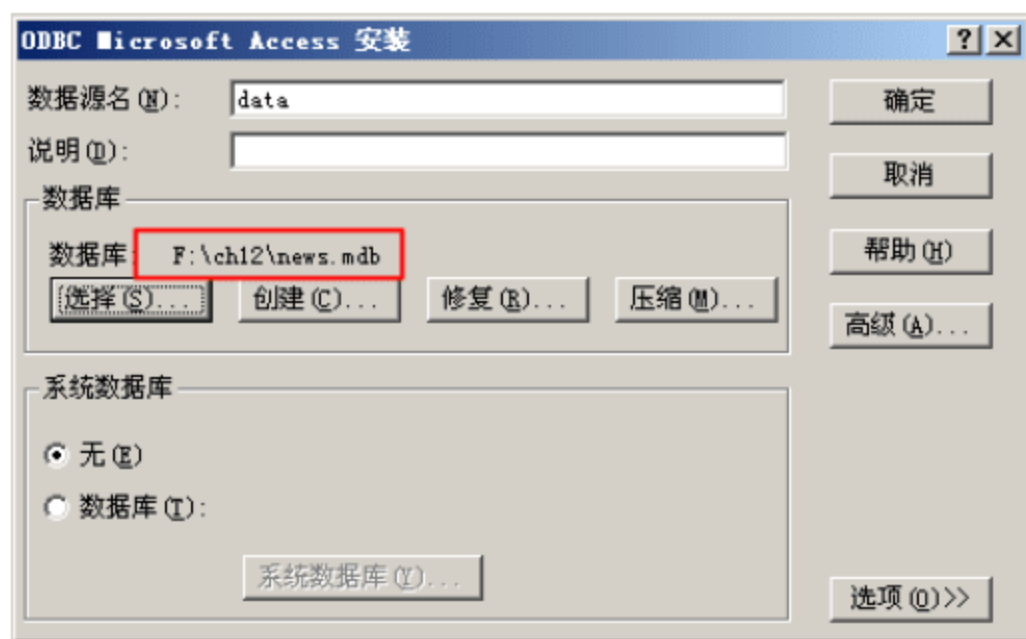 ODBC Microsoft Access 安装
数据源名(N): data
确定
说明(D):
取消
数据库
数据库: F:\ch12\news.mdb
帮助(H)
选择(S)... 创建(C)... 修复(R)... 压缩(M)...
高级(A)...
系统数据库
无(E)
数据库(T):
系统数据库(Y)...
选项(O)>>